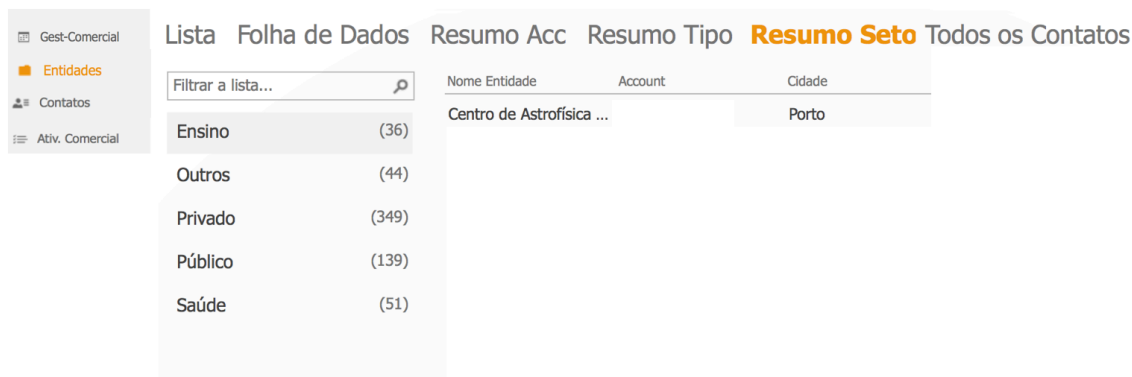 Gest-Comercial
Entidades
Contatos
Ativ. Comercial
Lista Folha de Dados Resumo Acc Resumo Tipo Resumo Seto Todos os Contatos
Filtrar a lista...
Ensino (36)
Outros (44)
Privado (349)
Público (139)
Saúde (51)
Nome Entidade Account Cidade
Centro de Astrofísica ... Porto